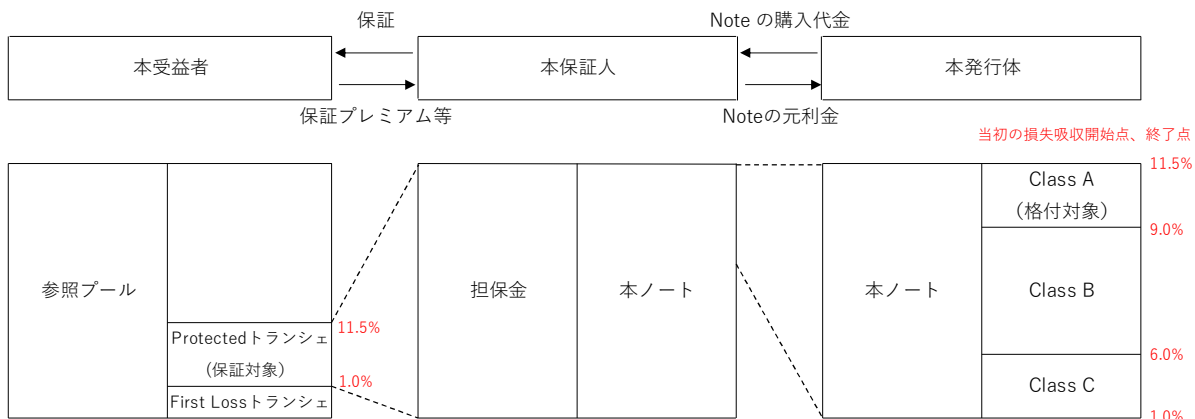 保証
Note の購入代金
本受益者
本保証人
本発行体
保証プレミアム等
Noteの元利金
当初の損失吸収開始点、終了点
参照プール
Protectedトランシェ
(保証対象)
First Lossトランシェ
11.5%
1.0%
担保金
本ノート
本ノート
Class A
（格付対象）
Class B
Class C
11.5%
9.0%
6.0%
1.0%